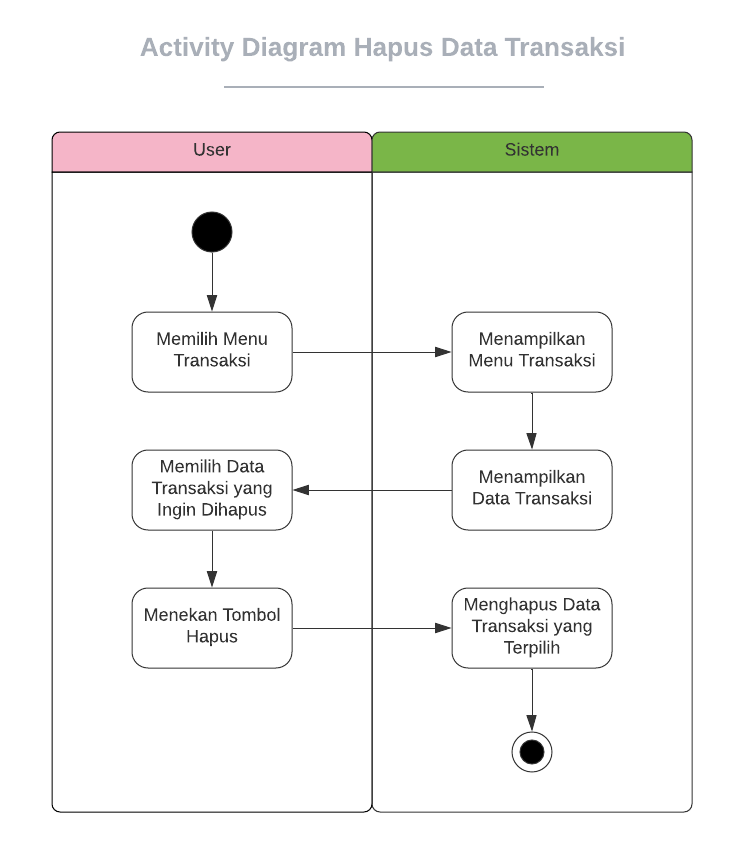 Activity Diagram Hapus Data Transaksi
User
Sistem
Memilih Menu
Transaksi
Menampilkan
Menu Transaksi
Memilih Data
Transaksi yang
Ingin Dihapus
Menampilkan
Data Transaksi
Menekan Tombol
Hapus
Menghapus Data
Transaksi yang
Terpilih